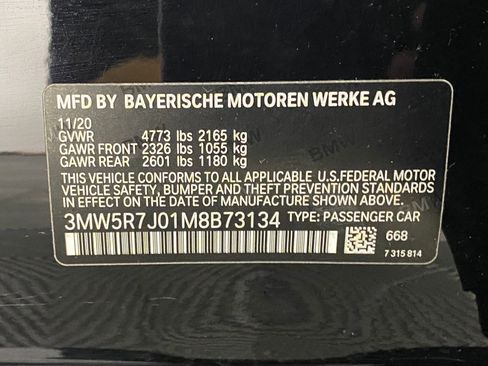 MFD BY BAYERISCHE MOTOREN WERKE AG
11/20
GVWR 4773 lbs 2165 kg
GAWR FRONT 2326 lbs 1055 kg
GAWR REAR 2601 lbs 1180 kg
THIS VEHICLE CONFORMS TO ALL APPLICABLE U.S.FEDERAL MOTOR
VEHICLE SAFETY, BUMPER AND THEFT PREVENTION STANDARDS
IN EFFECT ON THE DATE OF MANUFACTURE SHOWN ABOVE.
3MW5R7J01M8B73134 TYPE: PASSENGER CAR
668
7 315 814